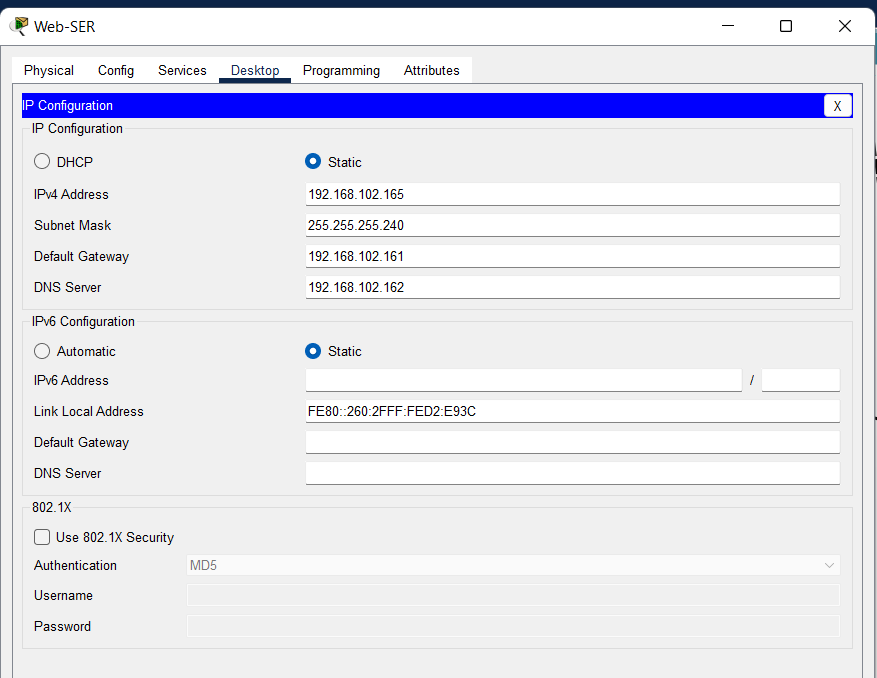 Web-SER
Physical Config Services Desktop Programming Attributes
IP Configuration X
IP Configuration
DHCP Static
IPv4 Address 192.168.102.165
Subnet Mask 255.255.255.240
Default Gateway 192.168.102.161
DNS Server 192.168.102.162
IPv6 Configuration
Automatic Static
IPv6 Address /
Link Local Address FE80::260:2FFF:FED2:E93C
Default Gateway
DNS Server
802.1X
Use 802.1X Security
Authentication MD5
Username
Password